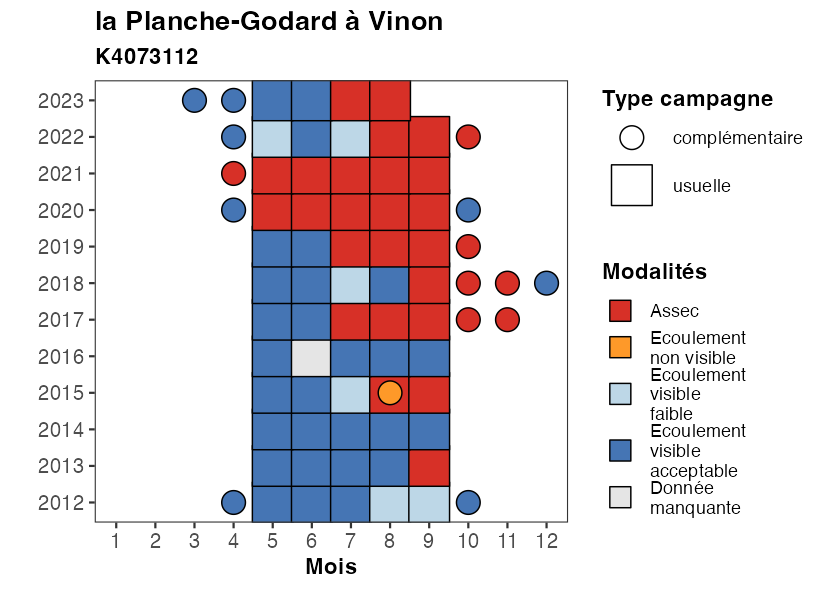 la Planche-Godard à Vinon
K4073112
2023
2022
2021
2020
2019
2018
2017
2016
2015
2014
2013
2012
1 2 3 4 5 6 7 8 9 10 11 12
Mois
Type campagne
complémentaire
usuelle
Modalités
Assec
Ecoulement
non visible
Ecoulement
visible
faible
Ecoulement
visible
acceptable
Donnée
manquante